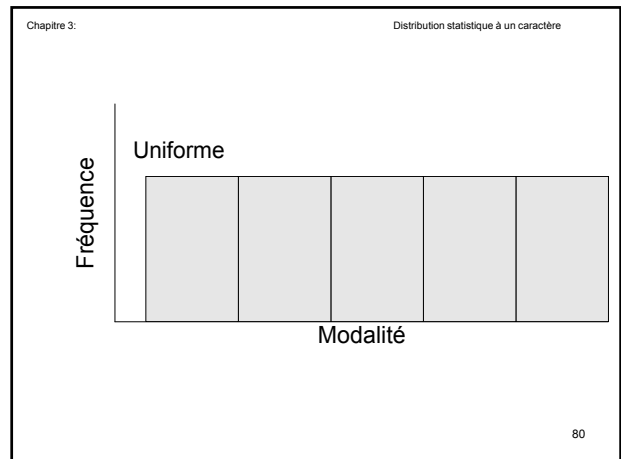 Chapitre 3:
Distribution statistique à un caractère
Uniforme
Fréquence
Modalité
80